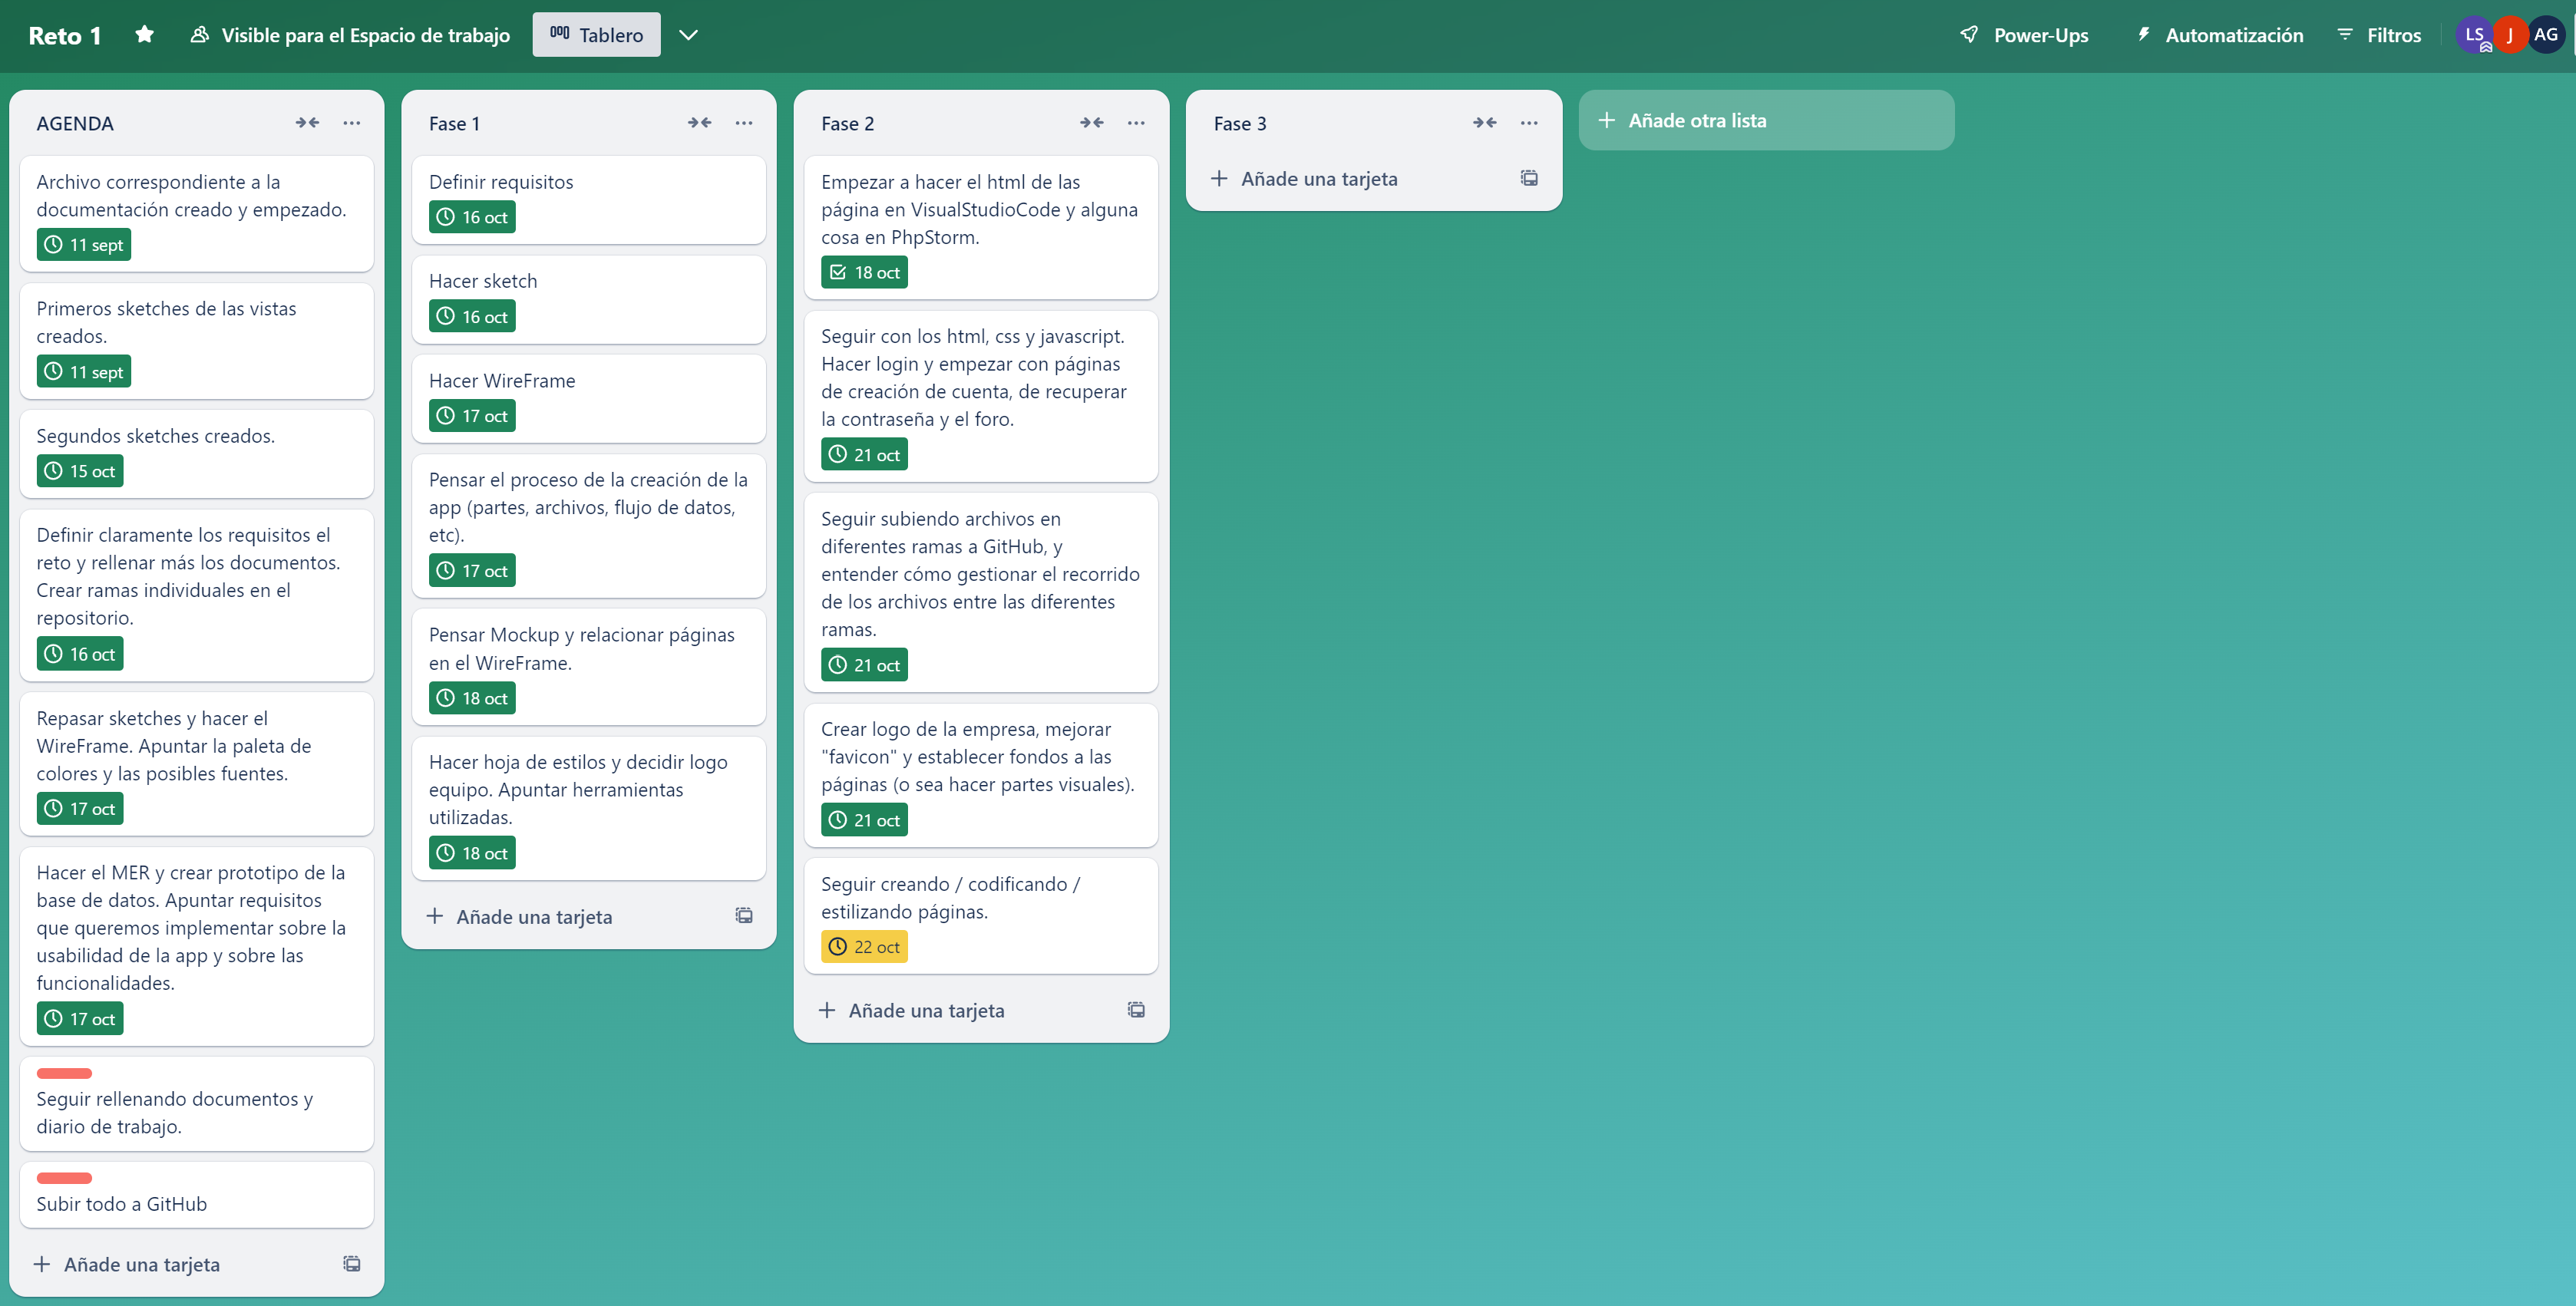 Reto 1
Visible para el Espacio de trabajo
Tablero
Power-Ups
Automatización
Filtros
LS
J
AG
AGENDA
Archivo correspondiente a la
documentación creado y empezado.
11 sept
Primeros sketches de las vistas
creados.
11 sept
Segundos sketches creados.
15 oct
Definir claramente los requisitos el
reto y rellenar más los documentos.
Crear ramas individuales en el
repositorio.
16 oct
Repasar sketches y hacer el
WireFrame. Apuntar la paleta de
colores y las posibles fuentes.
17 oct
Hacer el MER y crear prototipo de la
base de datos. Apuntar requisitos
que queremos implementar sobre la
usabilidad de la app y sobre las
funcionalidades.
17 oct
Seguir rellenando documentos y
diario de trabajo.
Subir todo a GitHub
Añade una tarjeta
Fase 1
Definir requisitos
16 oct
Hacer sketch
16 oct
Hacer WireFrame
17 oct
Pensar el proceso de la creación de la
app (partes, archivos, flujo de datos,
etc).
17 oct
Pensar Mockup y relacionar páginas
en el WireFrame.
18 oct
Hacer hoja de estilos y decidir logo
equipo. Apuntar herramientas
utilizadas.
18 oct
Añade una tarjeta
Fase 2
Empezar a hacer el html de las
página en VisualStudioCode y alguna
cosa en PhpStorm.
18 oct
Seguir con los html, css y javascript.
Hacer login y empezar con páginas
de creación de cuenta, de recuperar
la contraseña y el foro.
21 oct
Seguir subiendo archivos en
diferentes ramas a GitHub, y
entender cómo gestionar el recorrido
de los archivos entre las diferentes
ramas.
21 oct
Crear logo de la empresa, mejorar
"favicon" y establecer fondos a las
páginas (o sea hacer partes visuales).
21 oct
Seguir creando / codificando /
estilizando páginas.
22 oct
Añade una tarjeta
Fase 3
Añade una tarjeta
Añade otra lista